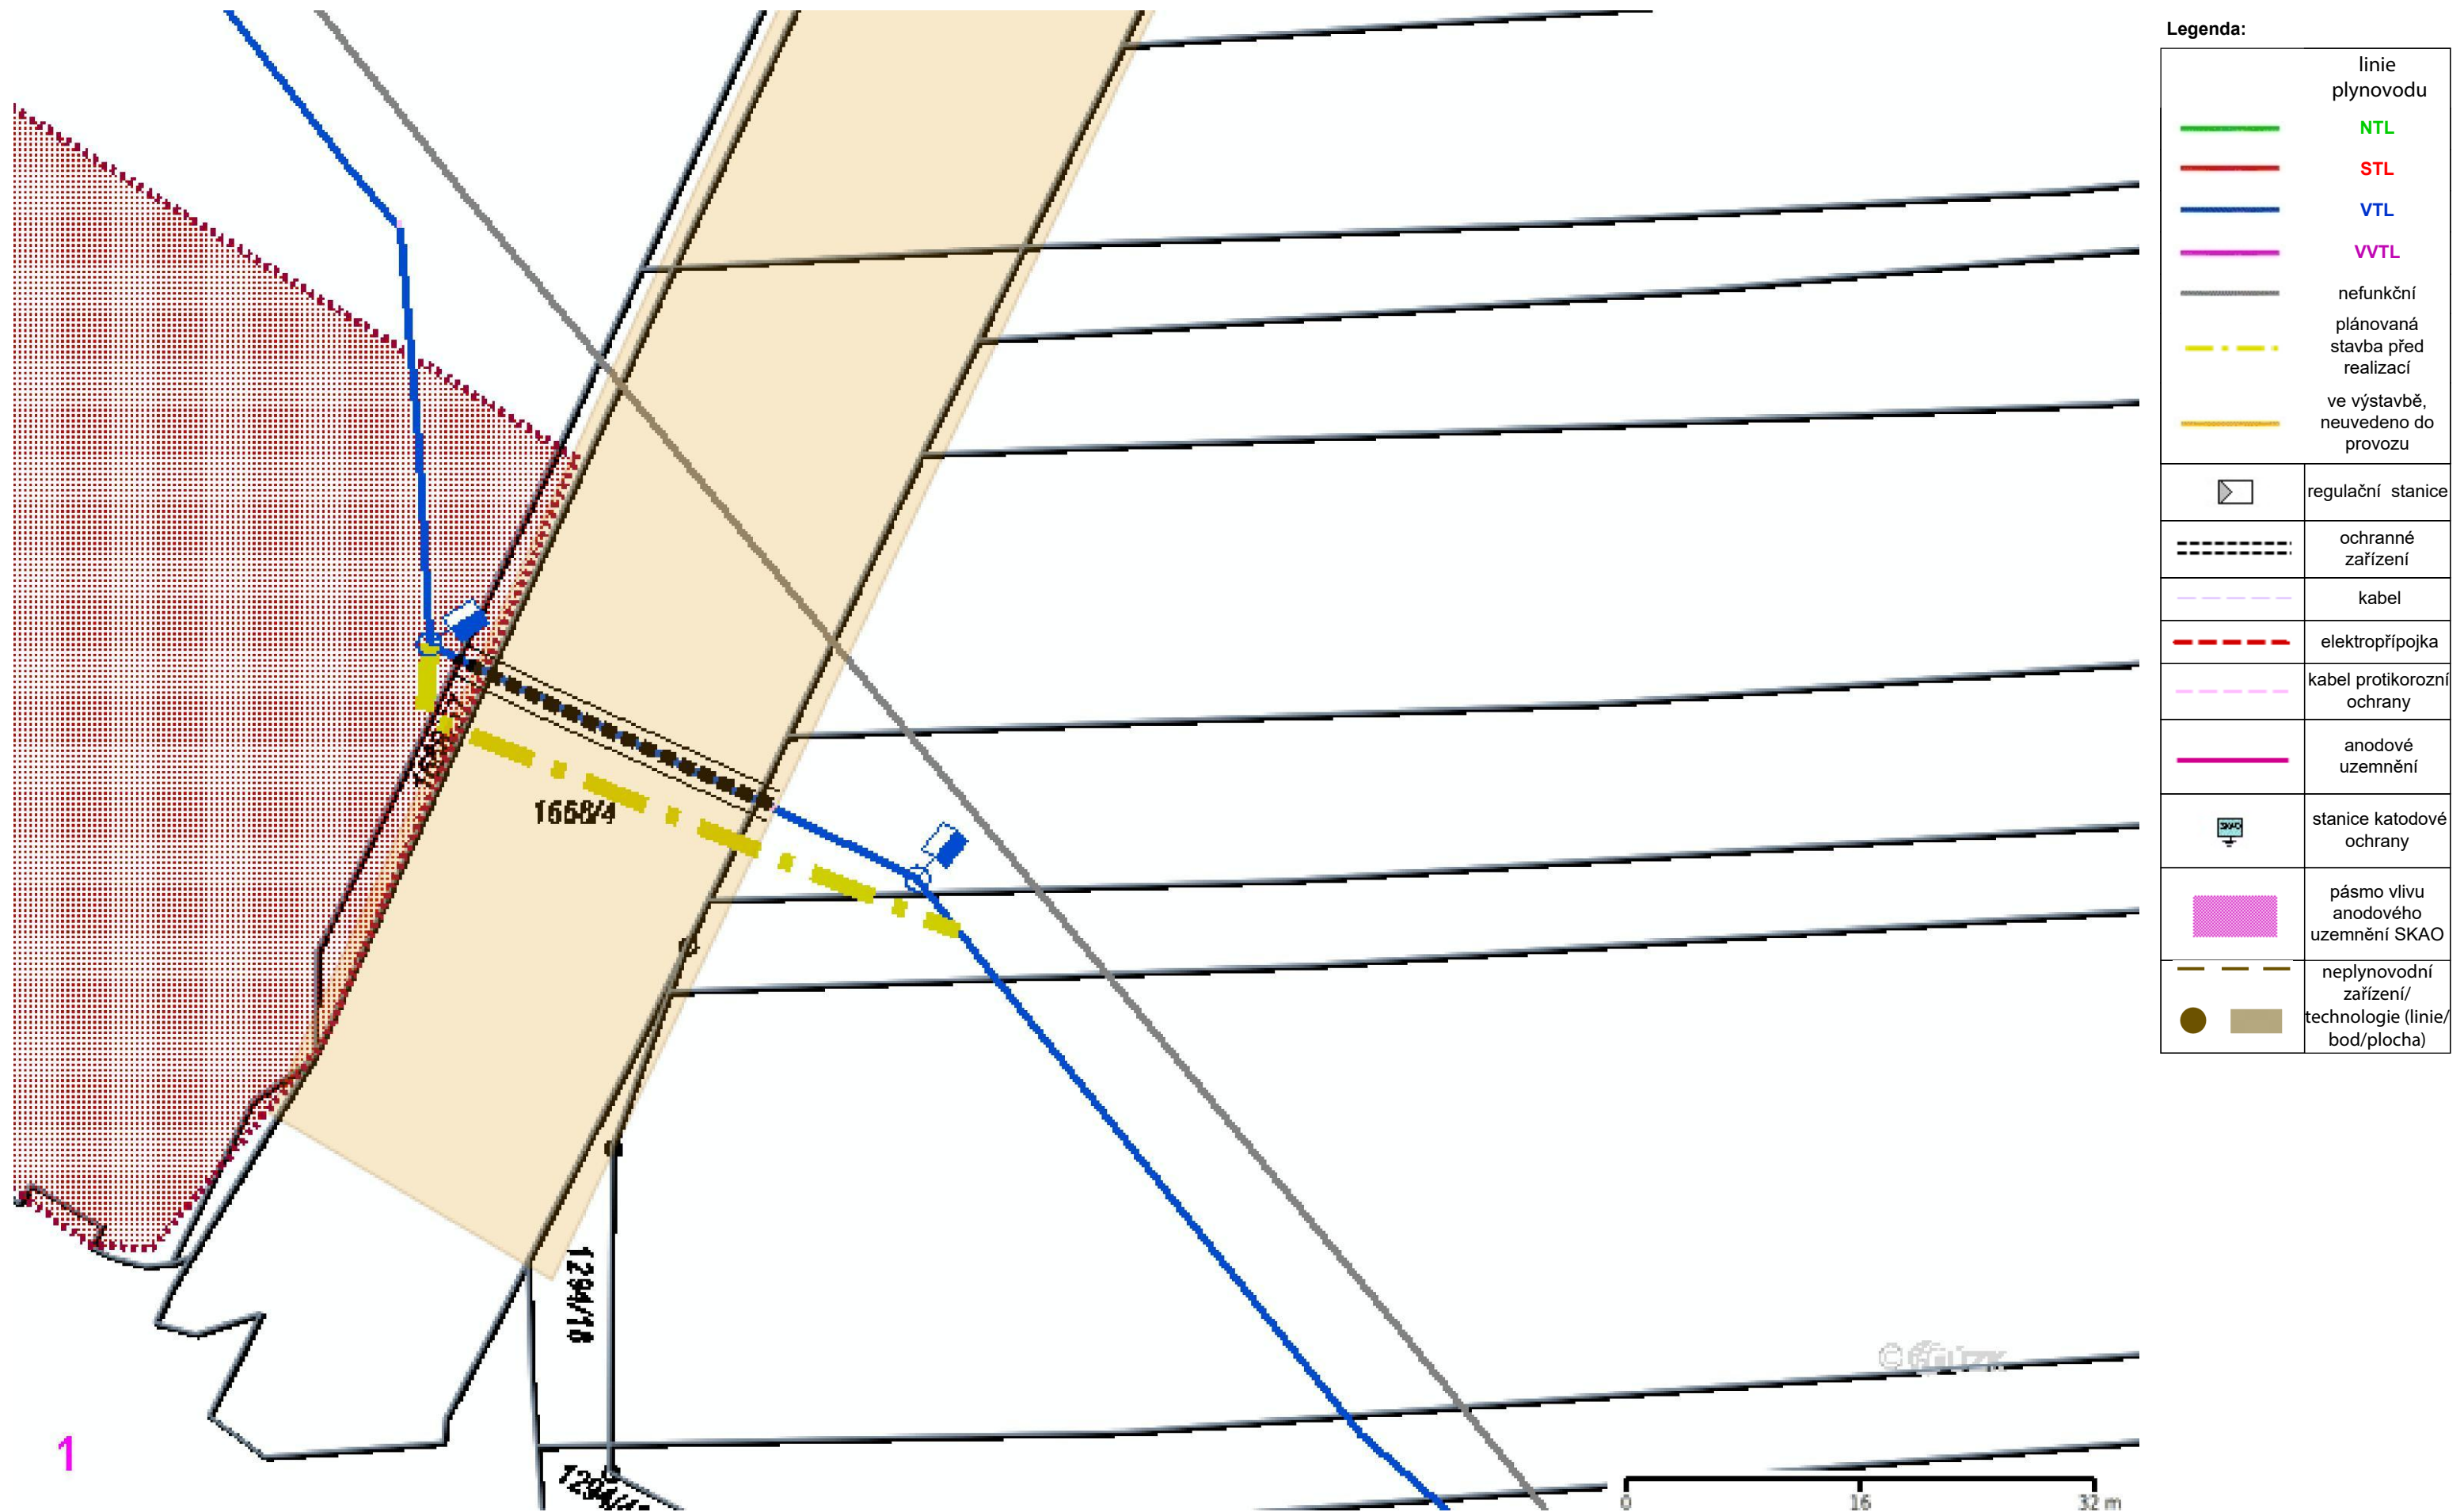 Legenda:
linie
plynovodu
NTL
STL
VTL
VVTL
nefunkční
plánovaná
stavba před
realizací
ve výstavbě,
neuvedeno do
provozu
regulační stanice
ochranné
zařízení
kabel
elektropřípojka
kabel protikorozní
ochrany
anodové
uzemnění
SKAO
stanice katodové
ochrany
pásmo vlivu
anodového
uzemnění SKAO
neplynovodní
zařízení/
technologie (linie/
bod/plocha)
1668/4
1294/18
1
0 16 32 m